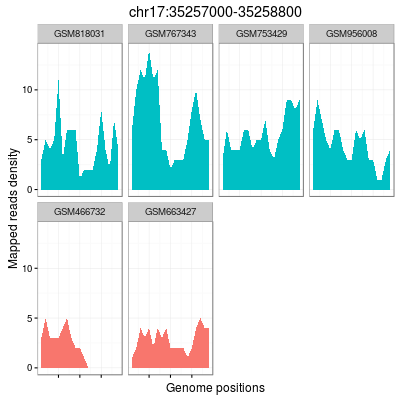 chr17:35257000-35258800
GSM818031 GSM767343 GSM753429 GSM956008
10
5
0
GSM466732 GSM663427
10
5
0
Mapped reads density
Genome positions